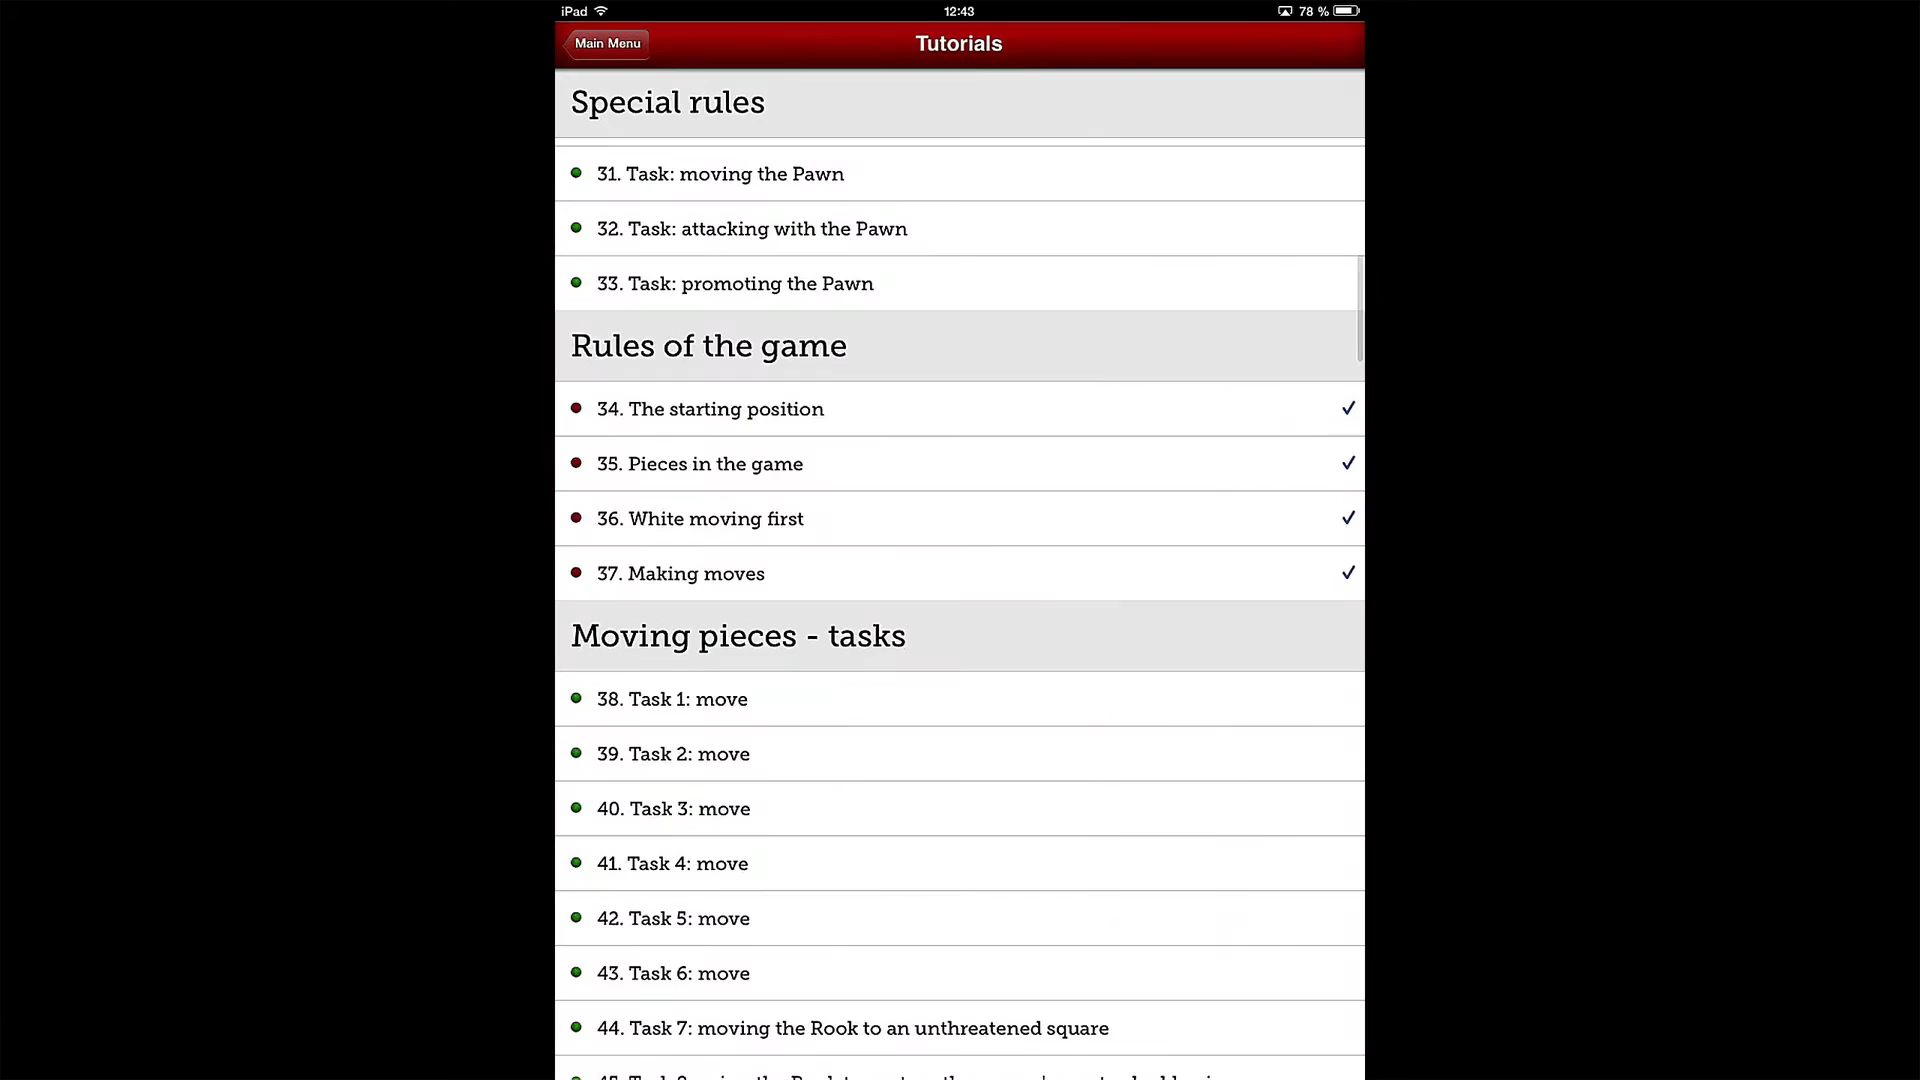 iPad 12:43 78 %
Main Menu Tutorials
Special rules
31. Task: moving the Pawn
32. Task: attacking with the Pawn
33. Task: promoting the Pawn
Rules of the game
34. The starting position
35. Pieces in the game
36. White moving first
37. Making moves
Moving pieces - tasks
38. Task 1: move
39. Task 2: move
40. Task 3: move
41. Task 4: move
42. Task 5: move
43. Task 6: move
44. Task 7: moving the Rook to an unthreatened square